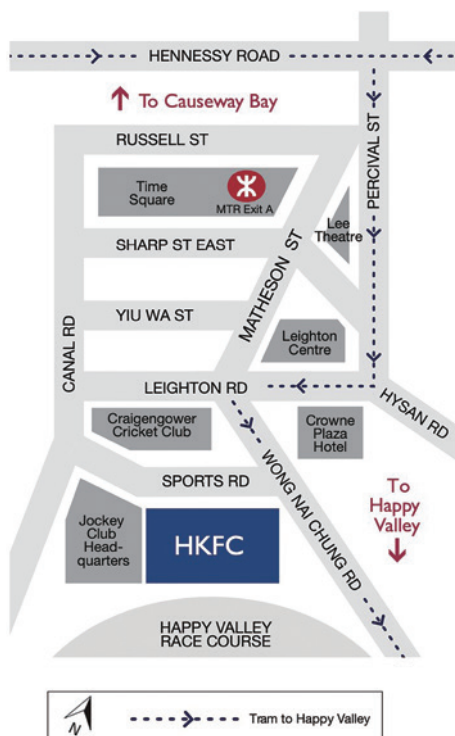 HENNESSY ROAD
To Causeway Bay
RUSSELL ST
PERCIVAL ST
Time
Square
MTR Exit A
Lee
Theatre
SHARP ST EAST
MATHESON ST
YIU WA ST
Leighton
Centre
CANAL RD
LEIGHTON RD
HYSAN RD
Craigengower
Cricket Club
Crowne
Plaza
Hotel
WONG NAI CHUNG RD
SPORTS RD
To
Happy
Valley
Jockey
Club
Head-
quarters
HKFC
HAPPY VALLEY
RACE COURSE
N
Tram to Happy Valley